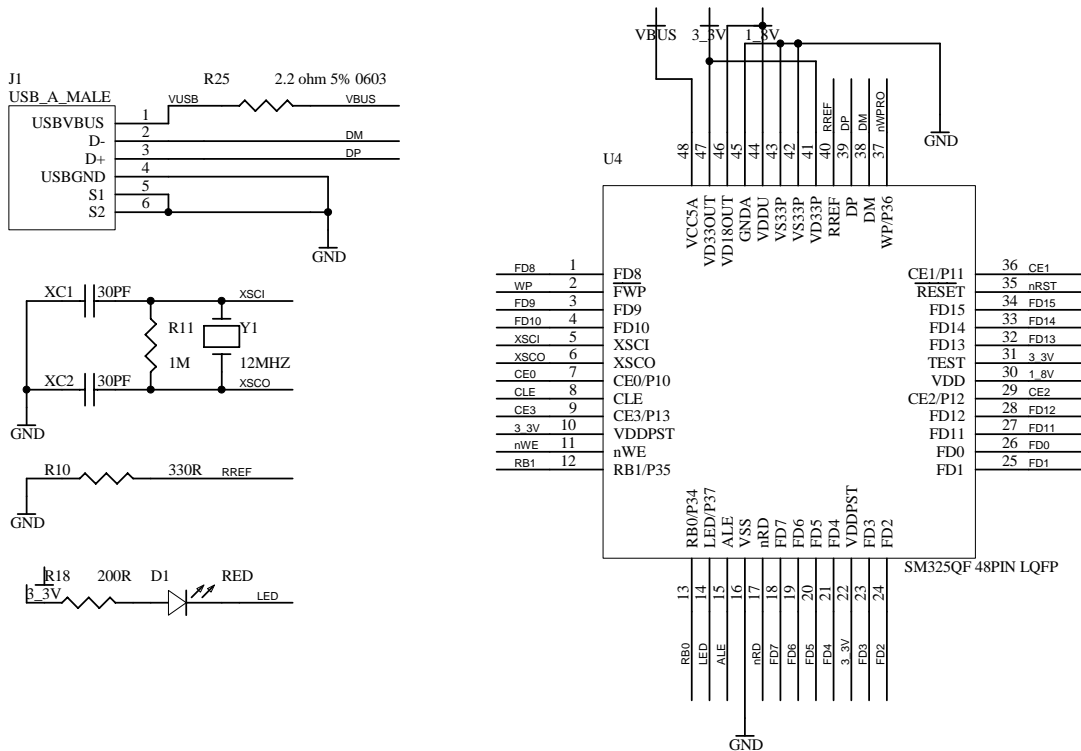 J1
USB_A_MALE
USBVBUS 1 VUSB
D- 2 DM
D+ 3 DP
USBGND 4
S1 5
S2 6
GND
R25 2.2 ohm 5% 0603
VBUS
XC1 30PF XSCI
R11 Y1
1M 12MHZ
XC2 30PF XSCO
GND
R10 330R RREF
GND
R18 200R D1 RED
3_3V LED
VBUS 3_3V 1_8V
GND
U4
48 VCC5A
47 VD33OUT
46 VD18OUT
45 GNDA
44 VDDU
43 VS33P
42 VS33P
41 VD33P
RREF 40 RREF
DP 39 DP
DM 38 DM
nWPRO 37 WP/P36
FD8 1 FD8
WP 2 FWP
FD9 3 FD9
FD10 4 FD10
XSCI 5 XSCI
XSCO 6 XSCO
CE0 7 CE0/P10
CLE 8 CLE
CE3 9 CE3/P13
3_3V 10 VDDPST
nWE 11 nWE
RB1 12 RB1/P35
CE1/P11 36 CE1
RESET 35 nRST
FD15 34 FD15
FD14 33 FD14
FD13 32 FD13
TEST 31 3_3V
VDD 30 1_8V
CE2/P12 29 CE2
FD12 28 FD12
FD11 27 FD11
FD0 26 FD0
FD1 25 FD1
RB0/P34 13 RB0
LED/P37 14 LED
ALE 15 ALE
VSS 16
nRD 17 nRD
FD7 18 FD7
FD6 19 FD6
FD5 20 FD5
FD4 21 FD4
VDDPST 22 3_3V
FD3 23 FD3
FD2 24 FD2
SM325QF 48PIN LQFP
GND